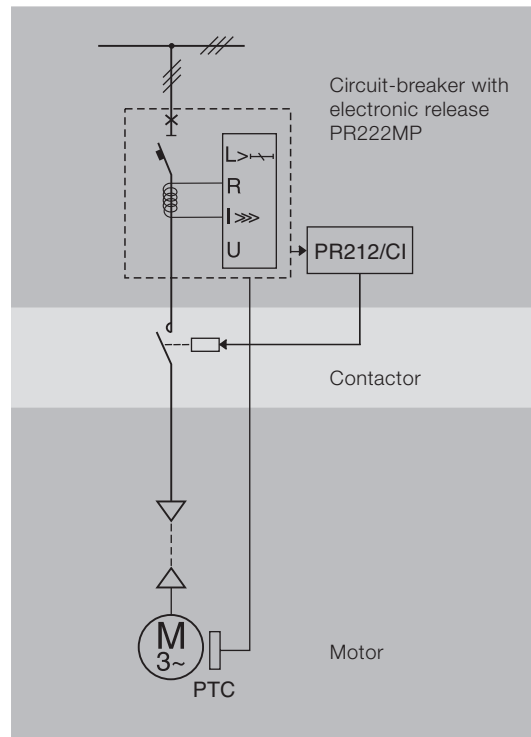 Circuit-breaker with
electronic release
PR222MP
L>
R
I >>>
U
PR212/CI
Contactor
M
3~
PTC
Motor